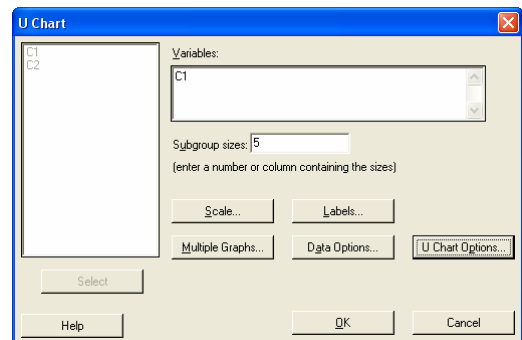 U Chart
C1
C2
Variables:
C1
Subgroup sizes: 5
(enter a number or column containing the sizes)
Scale...
Labels...
Multiple Graphs...
Data Options...
U Chart Options...
Select
Help
OK
Cancel